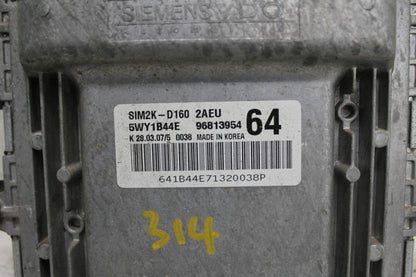 SIEMENS VDO
SIM2K-D160 2AEU
5WY1B44E 96813954 64
K 28.03.07/5 0038 MADE IN KOREA
641B44E71320038P
314